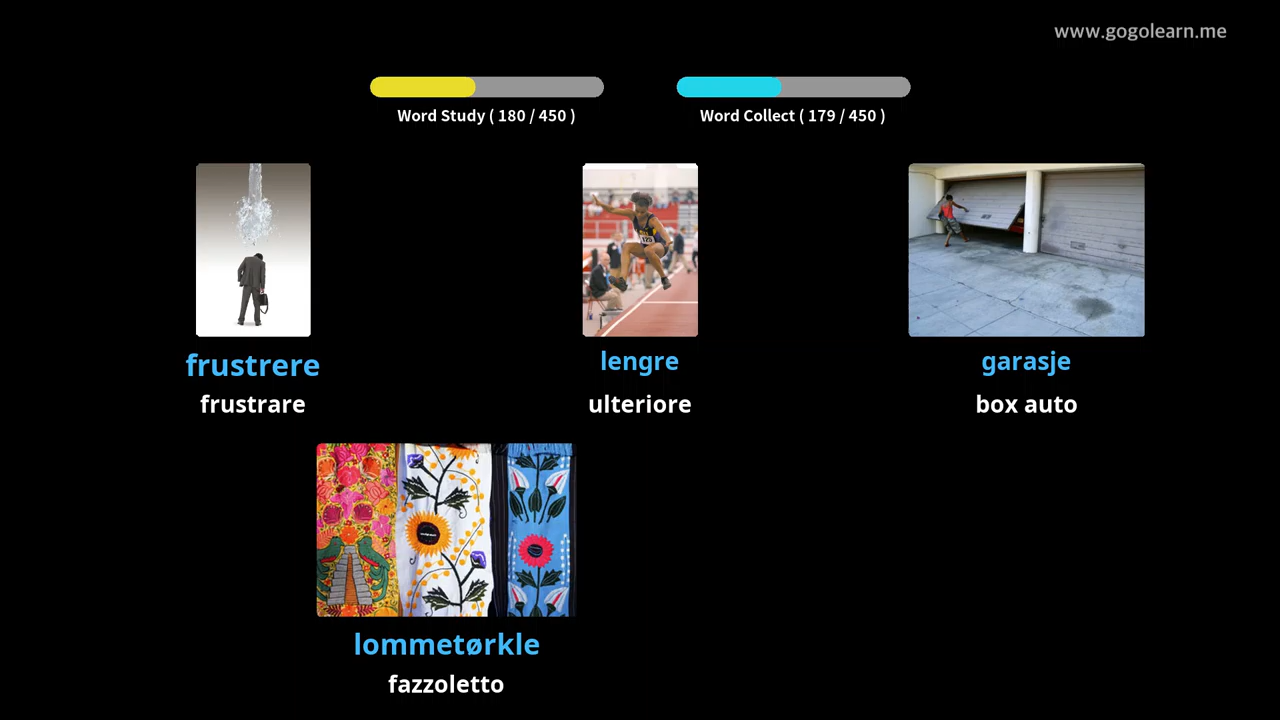 www.gogolearn.me
Word Study ( 180 / 450 )
Word Collect ( 179 / 450 )
frustrere
frustrare
lengre
ulteriore
garasje
box auto
lommetørkle
fazzoletto